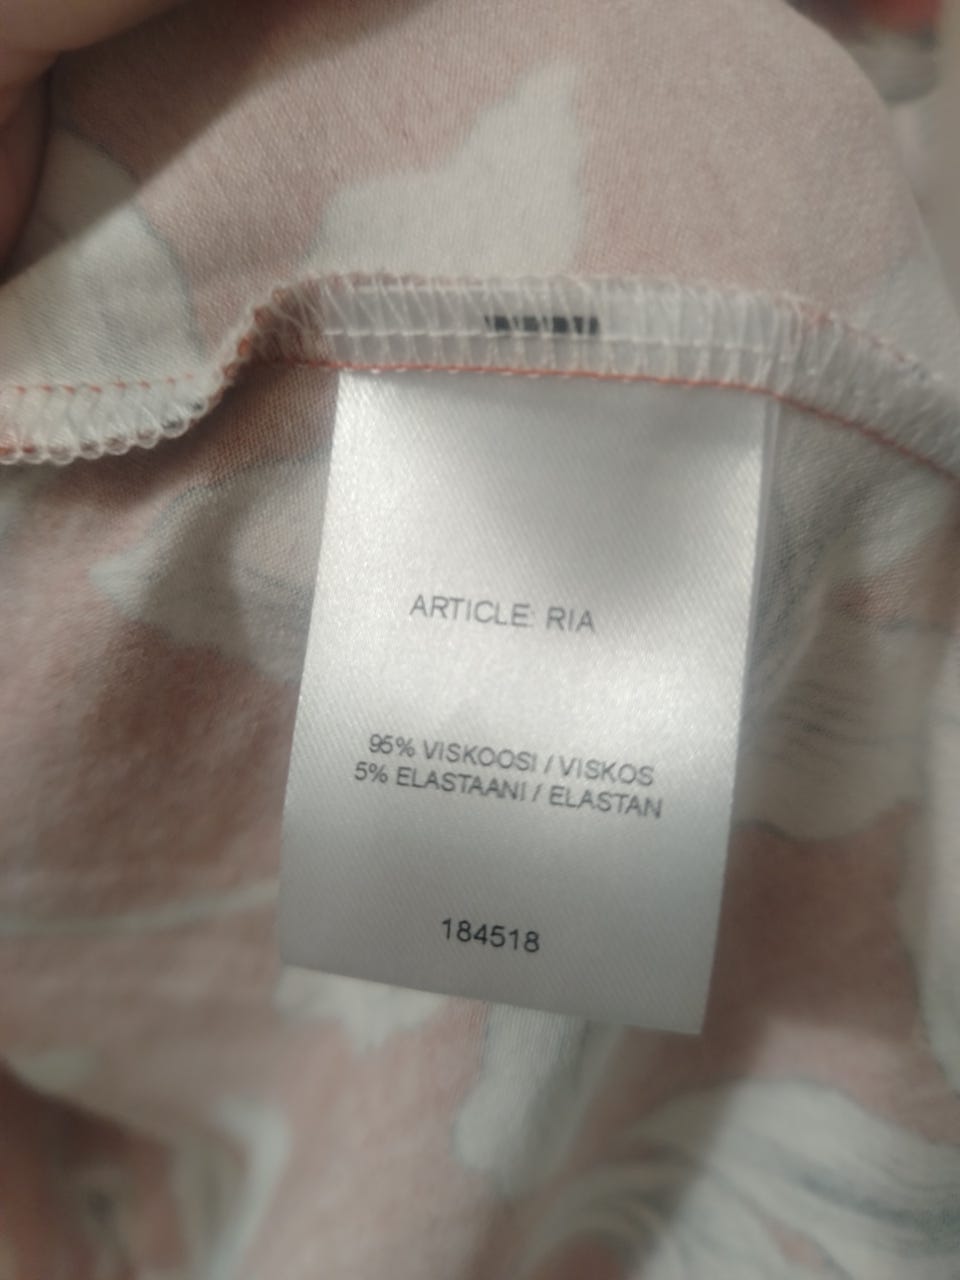 ARTICLE: RIA
95% VISKOOSI / VISKOS
5% ELASTAANI / ELASTAN
184518